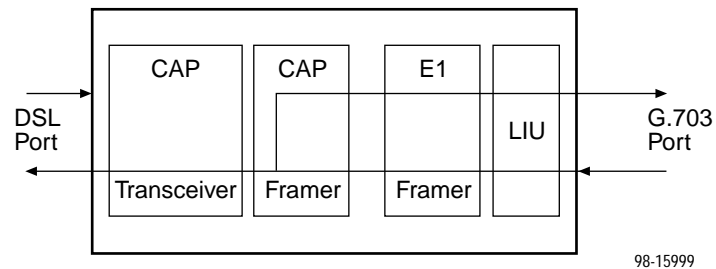 CAP
CAP
E1
DSL
Port
LIU
G.703
Port
Transceiver
Framer
Framer
98-15999